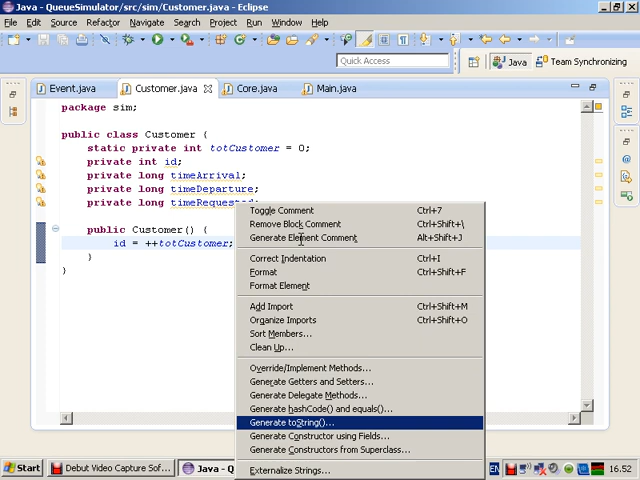 Java - QueueSimulator/src/sim/Customer.java - Eclipse
File Edit Source Refactor Navigate Search Project Run Window Help
Quick Access
Java
Team Synchronizing
Event.java
Customer.java
Core.java
Main.java
package sim;
public class Customer {
static private int totCustomer = 0;
private int id;
private long timeArrival;
private long timeDeparture;
private long timeRequested;
public Customer() {
id = ++totCustomer;
}
}
Toggle Comment Ctrl+7
Remove Block Comment Ctrl+Shift+\
Generate Element Comment Alt+Shift+J
Correct Indentation Ctrl+I
Format Ctrl+Shift+F
Format Element
Add Import Ctrl+Shift+M
Organize Imports Ctrl+Shift+O
Sort Members...
Clean Up...
Override/Implement Methods...
Generate Getters and Setters...
Generate Delegate Methods...
Generate hashCode() and equals()...
Generate toString()...
Generate Constructor using Fields...
Generate Constructors from Superclass...
Externalize Strings...
Start
Debut Video Capture Sof...
Java - Que
EN
16.52